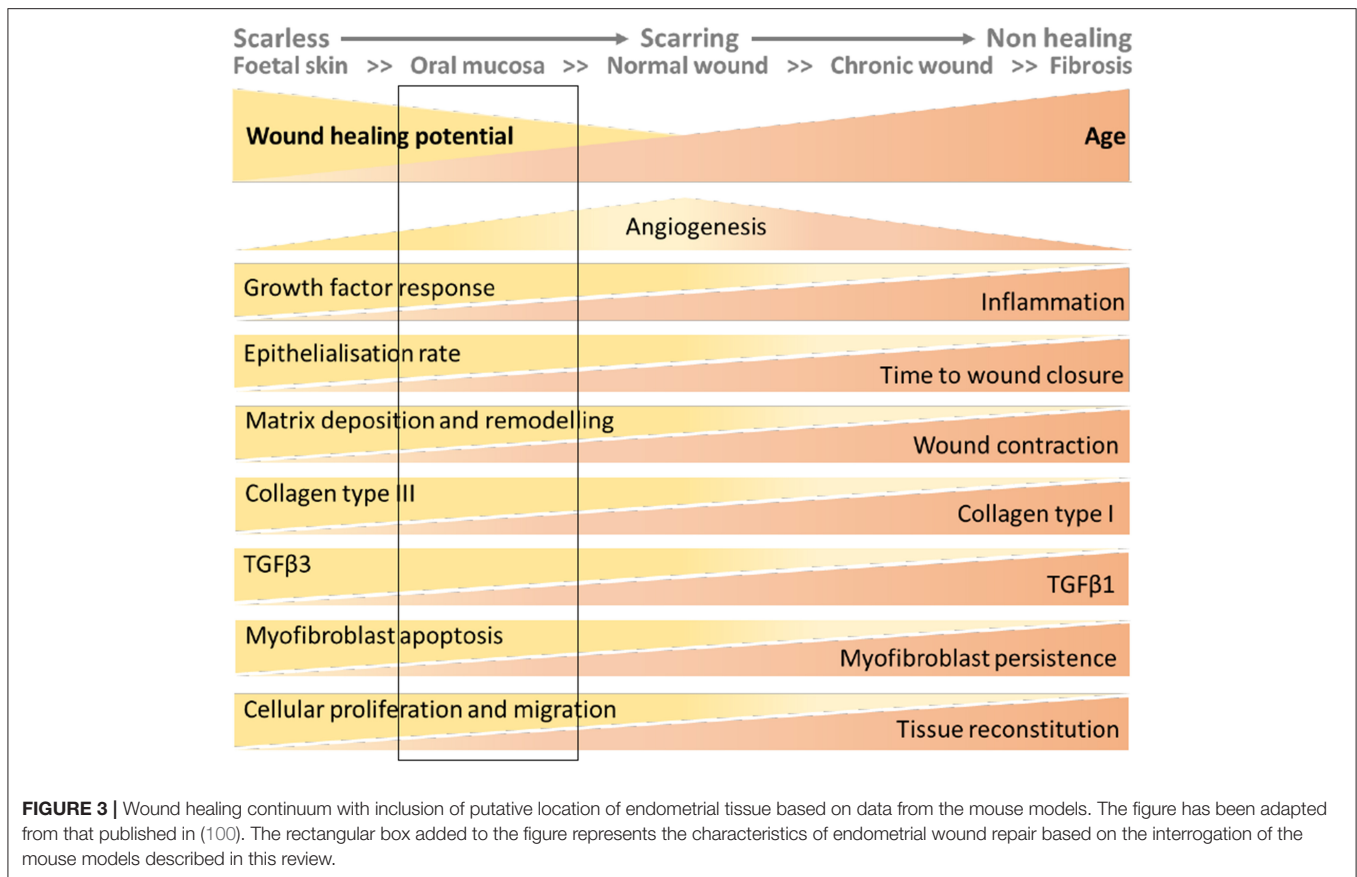 Scarless Scarring Non healing
Foetal skin >> Oral mucosa >> Normal wound >> Chronic wound >> Fibrosis
Wound healing potential Age
Angiogenesis
Growth factor response
Inflammation
Epithelialisation rate
Time to wound closure
Matrix deposition and remodelling
Wound contraction
Collagen type III
Collagen type I
TGFβ3
TGFβ1
Myofibroblast apoptosis
Myofibroblast persistence
Cellular proliferation and migration
Tissue reconstitution
FIGURE 3 | Wound healing continuum with inclusion of putative location of endometrial tissue based on data from the mouse models. The figure has been adapted
from that published in (100). The rectangular box added to the figure represents the characteristics of endometrial wound repair based on the interrogation of the
mouse models described in this review.